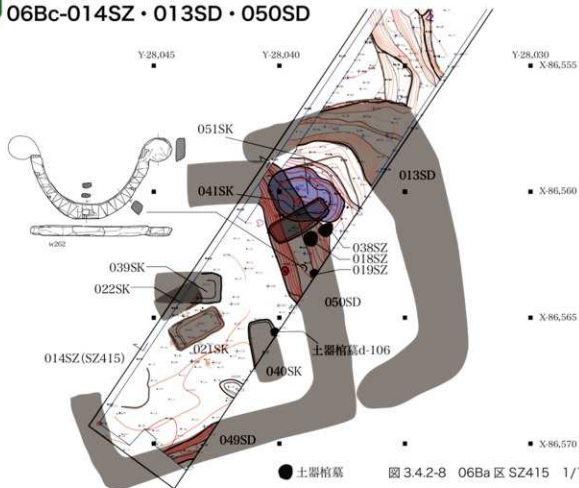 06Bc-014SZ・013SD・050SD
Y-28,045
Y-28,040
Y-28,030
X-86,555
051SK
013SD
041SK
X-86,560
w262
038SZ
018SZ
019SZ
039SK
022SK
050SD
X-86,565
014SZ(SZ415)
021SK
土器棺墓d-106
040SK
049SD
X-86,570
土器棺墓
図 3.4.2-8 06Ba 区 SZ415